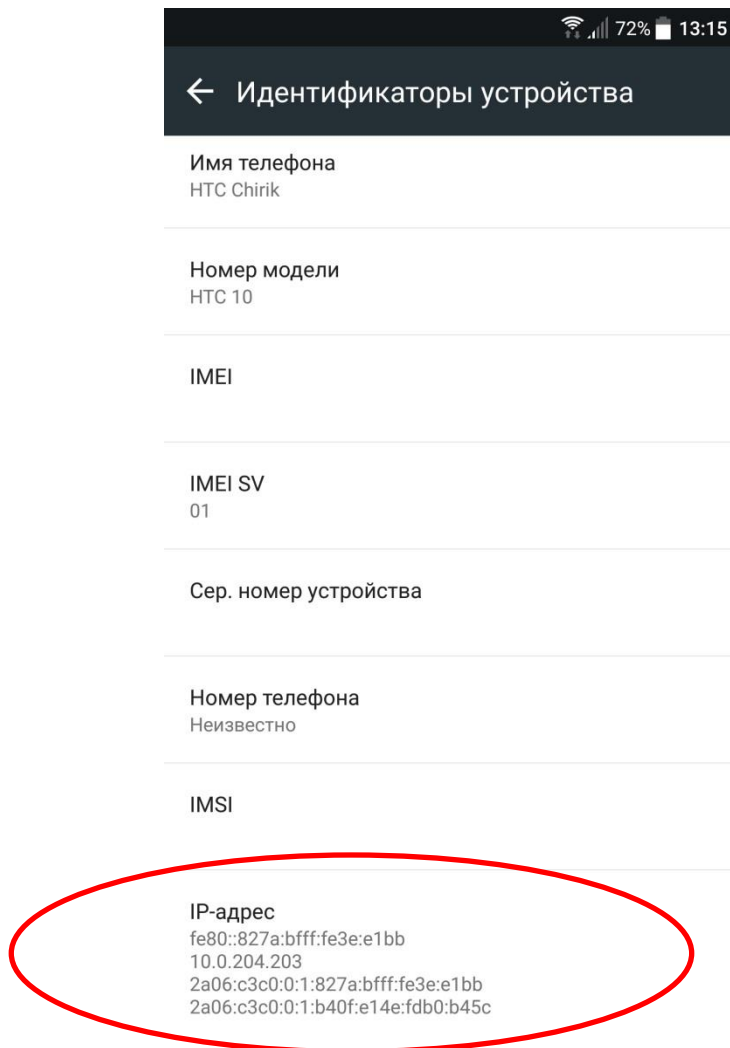 72% 13:15
Идентификаторы устройства
Имя телефона
HTC Chirik
Номер модели
HTC 10
IMEI
IMEI SV
01
Сер. номер устройства
Номер телефона
Неизвестно
IMSI
IP-адрес
fe80::827a:bfff:fe3e:e1bb
10.0.204.203
2a06:c3c0:0:1:827a:bfff:fe3e:e1bb
2a06:c3c0:0:1:b40f:e14e:fdb0:b45c